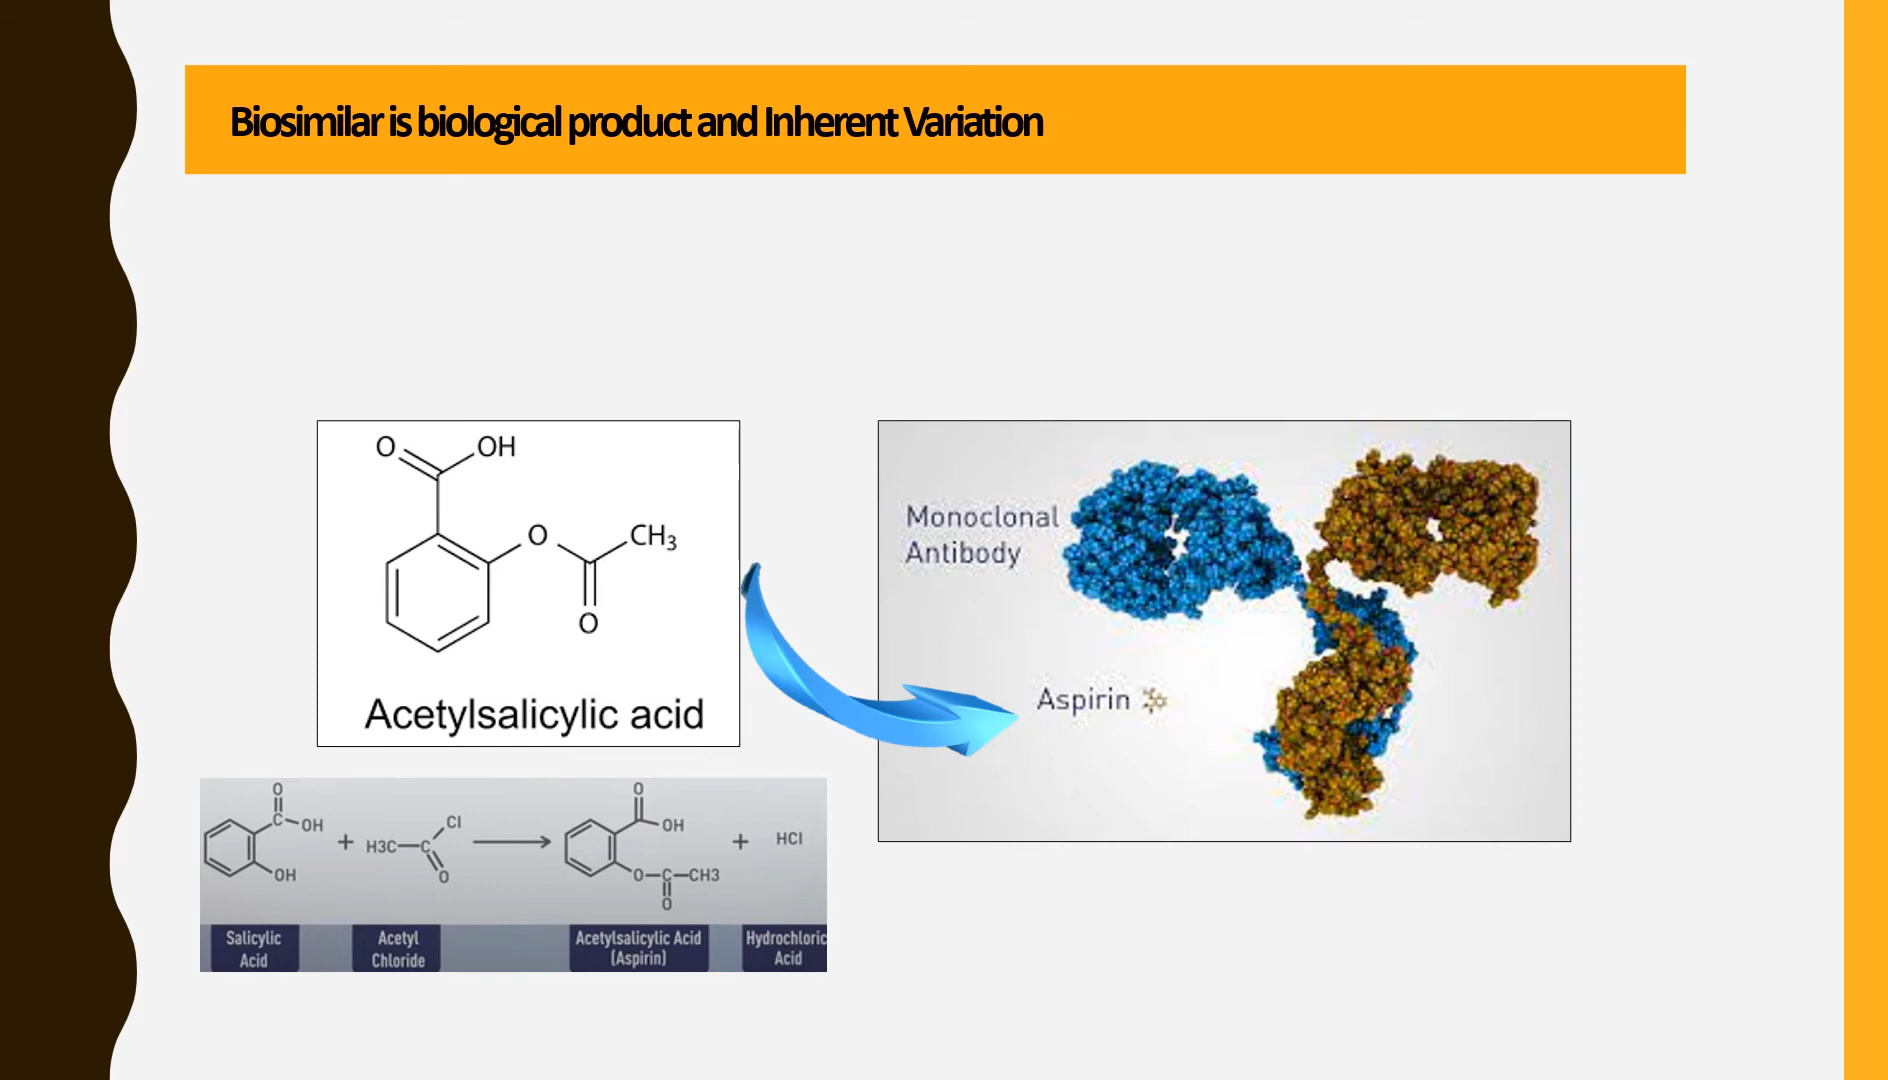 Biosimilar is biological product and Inherent Variation
O OH
O CH₃
O
Acetylsalicylic acid
Monoclonal
Antibody
Aspirin
O
C OH
OH
+
Cl
H3C C
O
O
OH
O C CH3
O
+
HCl
Salicylic
Acid
Acetyl
Chloride
Acetylsalicylic Acid
(Aspirin)
Hydrochloric
Acid